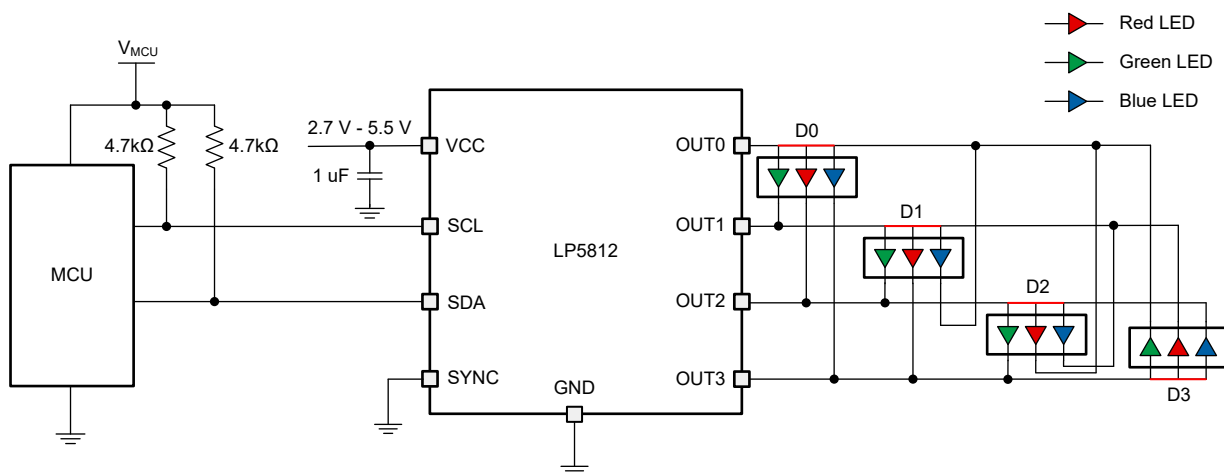 Red LED
Green LED
Blue LED
VMCU
4.7kΩ
4.7kΩ
2.7 V - 5.5 V
1 uF
MCU
VCC
SCL
SDA
SYNC
GND
LP5812
OUT0
OUT1
OUT2
OUT3
D0
D1
D2
D3